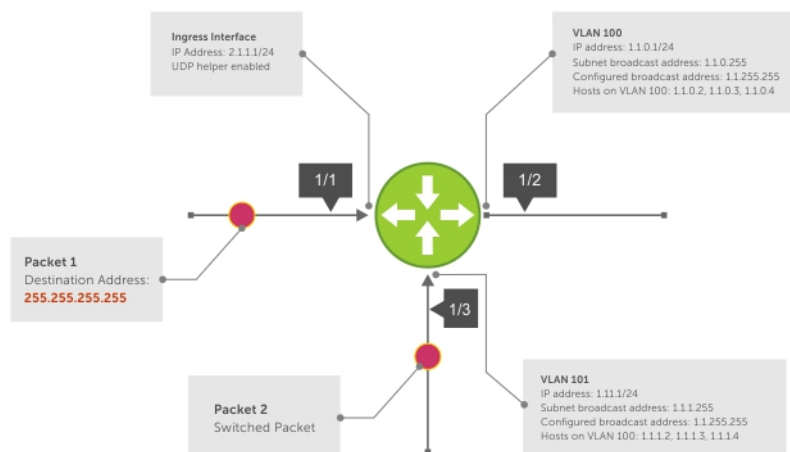 Ingress Interface
IP Address: 2.1.1.1/24
UDP helper enabled
VLAN 100
IP address: 1.1.0.1/24
Subnet broadcast address: 1.1.0.255
Configured broadcast address: 1.1.255.255
Hosts on VLAN 100: 1.1.0.2, 1.1.0.3, 1.1.0.4
1/1
1/2
Packet 1
Destination Address:
255.255.255.255
1/3
Packet 2
Switched Packet
VLAN 101
IP address: 1.11.1/24
Subnet broadcast address: 1.1.1.255
Configured broadcast address: 1.1.255.255
Hosts on VLAN 100: 1.1.1.2, 1.1.1.3, 1.1.1.4